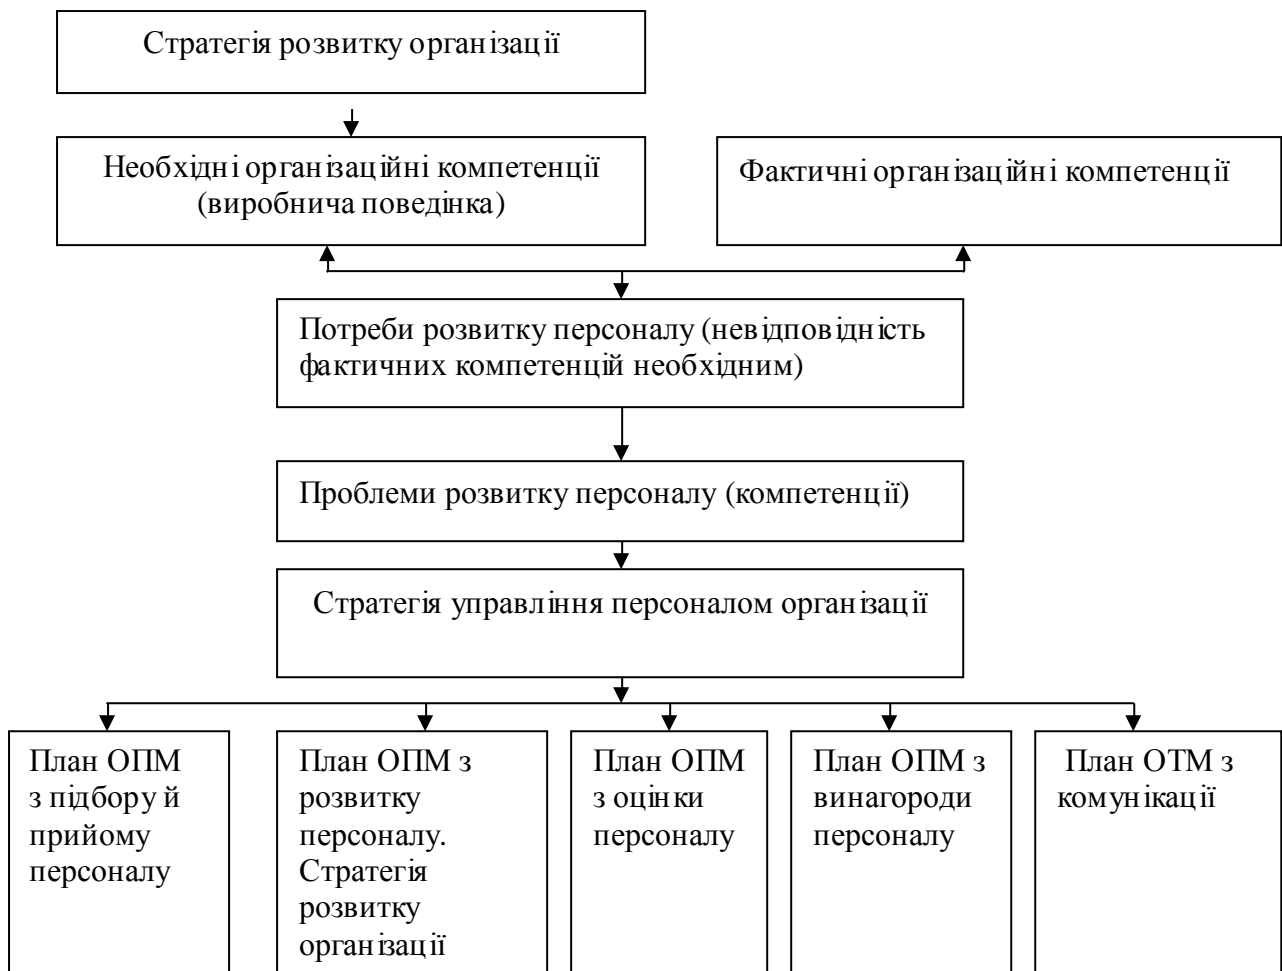 Стратегія розвитку організації
Необхідні організаційні компетенції
(виробнича поведінка)
Фактичні організаційні компетенції
Потреби розвитку персоналу (невідповідність
фактичних компетенцій необхідним)
Проблеми розвитку персоналу (компетенції)
Стратегія управління персоналом організації
План ОПМ
з підбору й
прийому
персоналу
План ОПМ з
розвитку
персоналу.
Стратегія
розвитку
організації
План ОПМ
з оцінки
персоналу
План ОПМ з
винагороди
персоналу
План ОТМ з
комунікації